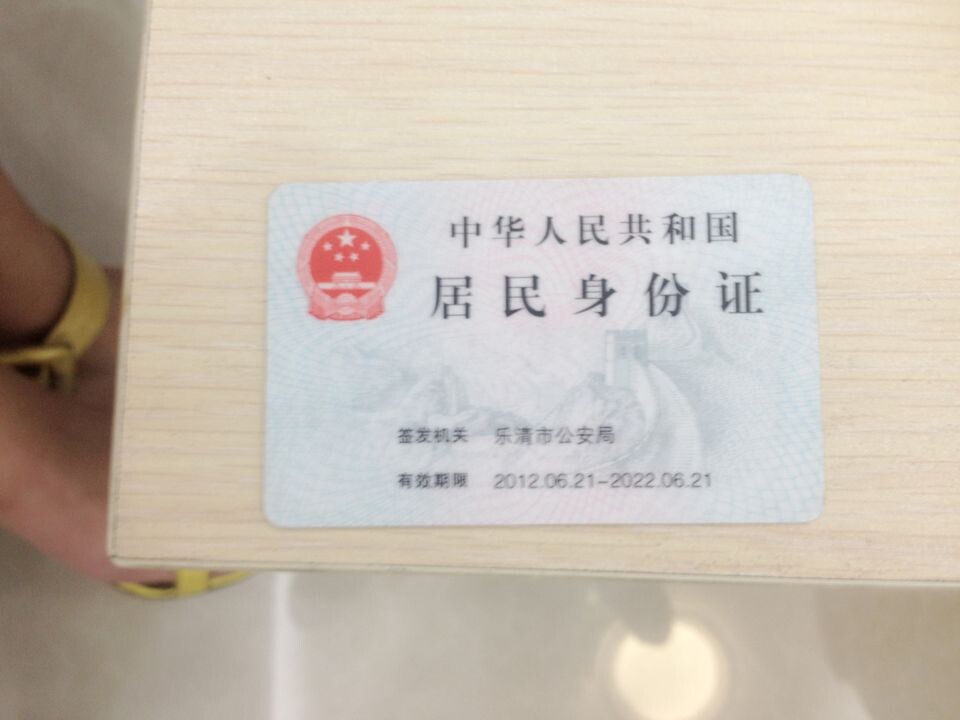 中华人民共和国
居民身份证
签发机关 乐清市公安局
有效期限 2012.06.21-2022.06.21